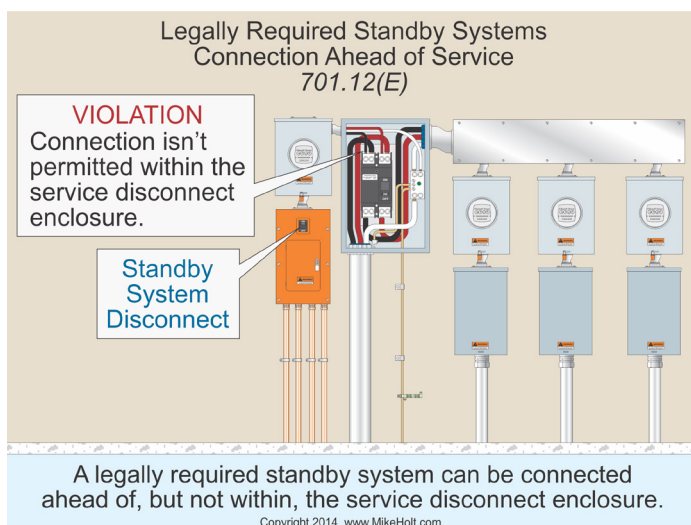 Legally Required Standby Systems
Connection Ahead of Service
701.12(E)
VIOLATION
Connection isn't
permitted within the
service disconnect
enclosure.
Standby
System
Disconnect
A legally required standby system can be connected
ahead of, but not within, the service disconnect enclosure.
Copyright 2014, www.MikeHolt.com